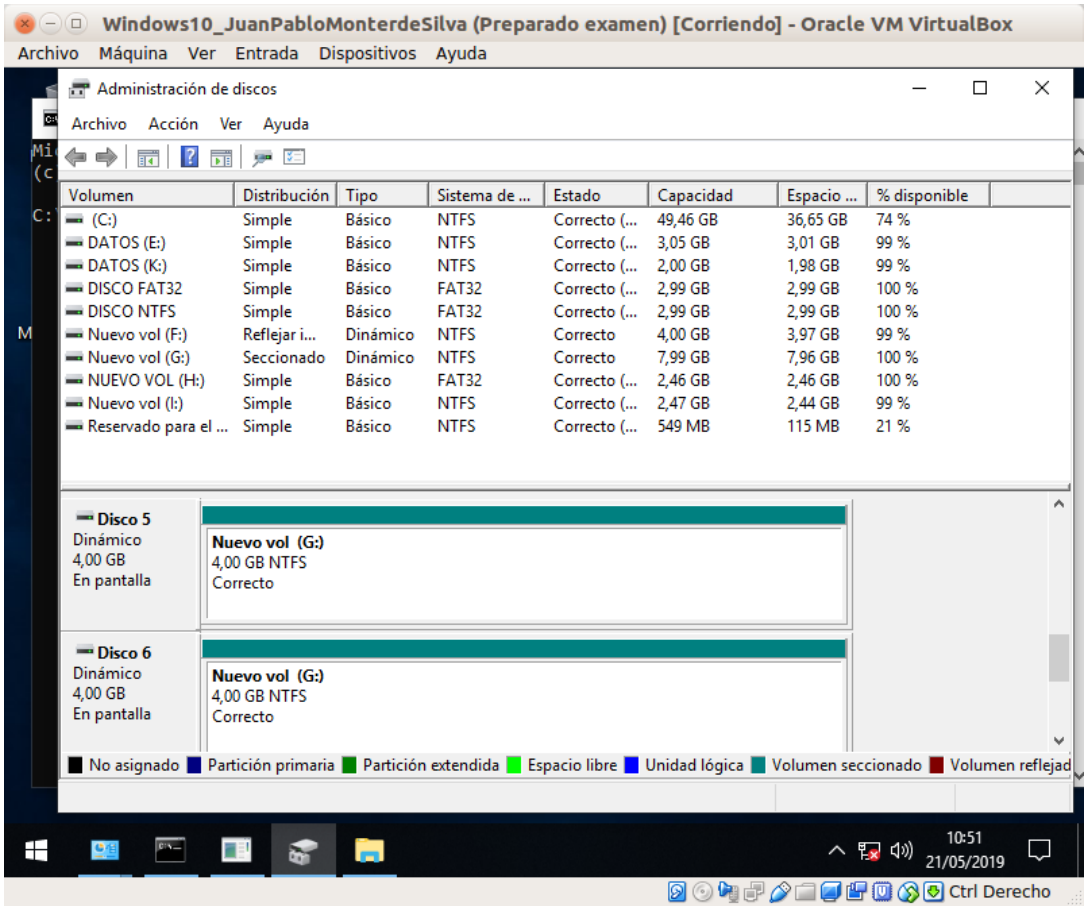 Windows10_JuanPabloMonterdeSilva (Preparado examen) [Corriendo] - Oracle VM VirtualBox
Archivo Máquina Ver Entrada Dispositivos Ayuda
Administración de discos
Archivo Acción Ver Ayuda
Mi
(c
C:
M
Volumen Distribución Tipo Sistema de ... Estado Capacidad Espacio ... % disponible
(C:) Simple Básico NTFS Correcto (... 49,46 GB 36,65 GB 74 %
DATOS (E:) Simple Básico NTFS Correcto (... 3,05 GB 3,01 GB 99 %
DATOS (K:) Simple Básico NTFS Correcto (... 2,00 GB 1,98 GB 99 %
DISCO FAT32 Simple Básico FAT32 Correcto (... 2,99 GB 2,99 GB 100 %
DISCO NTFS Simple Básico FAT32 Correcto (... 2,99 GB 2,99 GB 100 %
Nuevo vol (F:) Reflejar i... Dinámico NTFS Correcto 4,00 GB 3,97 GB 99 %
Nuevo vol (G:) Seccionado Dinámico NTFS Correcto 7,99 GB 7,96 GB 100 %
NUEVO VOL (H:) Simple Básico FAT32 Correcto (... 2,46 GB 2,46 GB 100 %
Nuevo vol (I:) Simple Básico NTFS Correcto (... 2,47 GB 2,44 GB 99 %
Reservado para el ... Simple Básico NTFS Correcto (... 549 MB 115 MB 21 %
Disco 5
Dinámico
4,00 GB
En pantalla
Nuevo vol (G:)
4,00 GB NTFS
Correcto
Disco 6
Dinámico
4,00 GB
En pantalla
Nuevo vol (G:)
4,00 GB NTFS
Correcto
No asignado Partición primaria Partición extendida Espacio libre Unidad lógica Volumen seccionado Volumen reflejad
10:51
21/05/2019
Ctrl Derecho